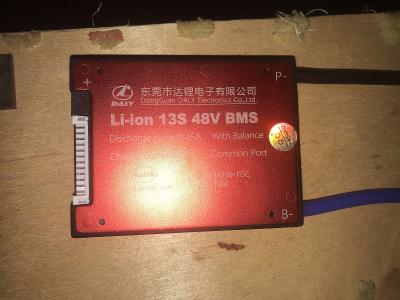 P-
+
东莞市达锂电子有限公司
DALY
DongGuan DALY Electronics Co.,Ltd
Li-ion 13S 48V BMS
Discharge current:45A With Balance
Common Port
RoHS
B-